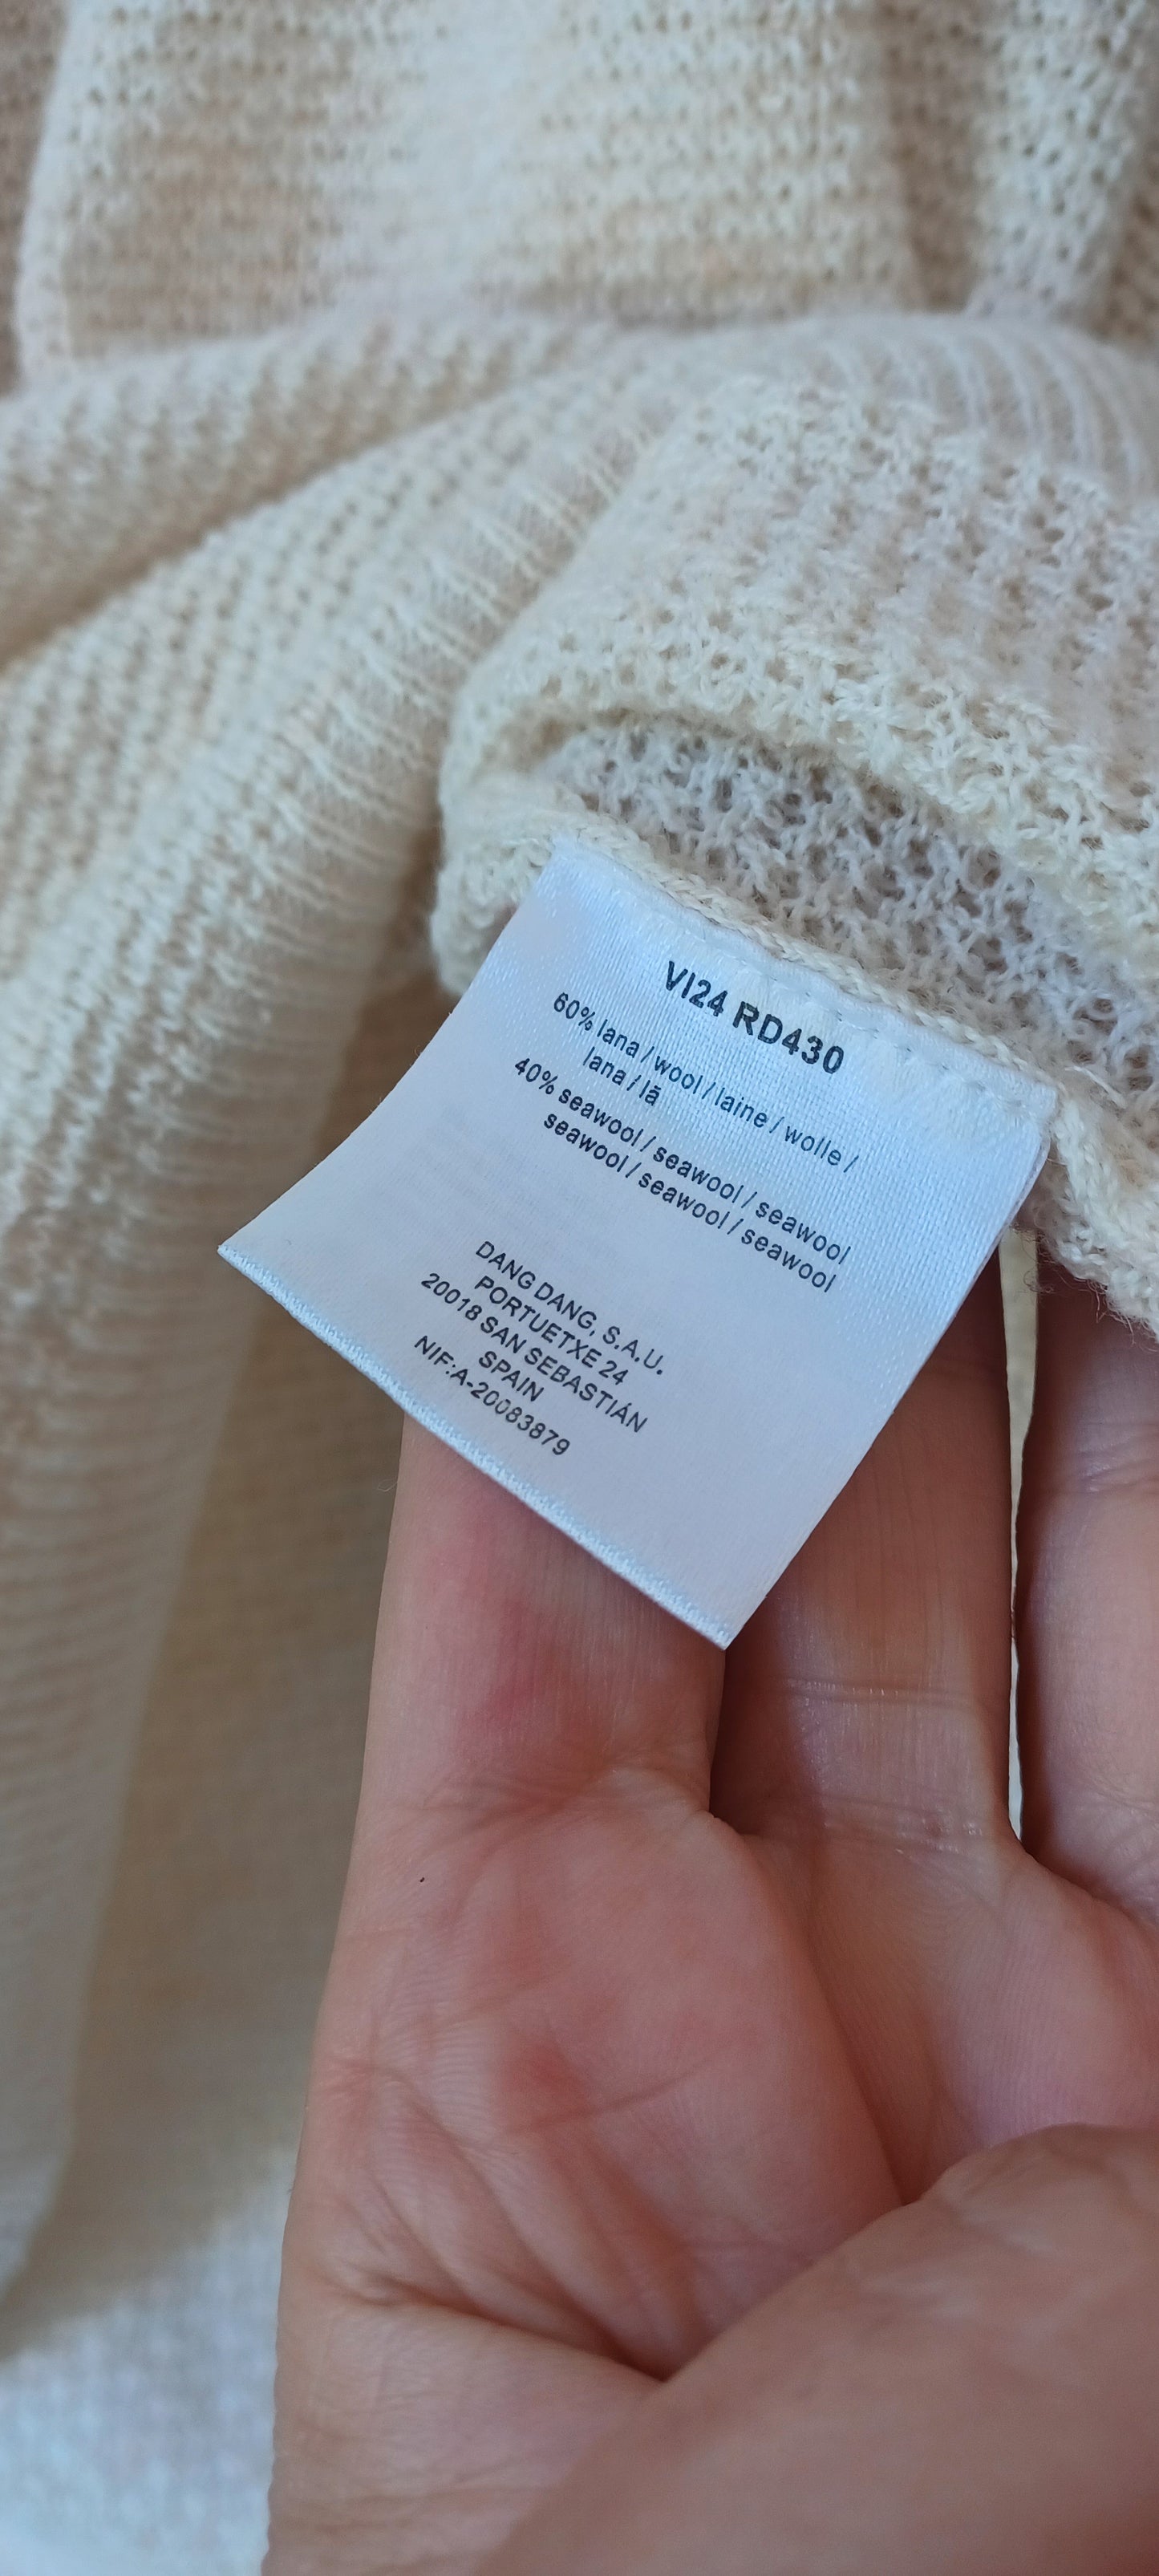 VI24 RD430
60% lana / wool / laine / wolle /
lana / lã
40% seawool / seawool / seawool
seawool / seawool / seawool
DANG DANG, S.A.U.
PORTUETXE 24
20018 SAN SEBASTIÁN
SPAIN
NIF:A-20083879